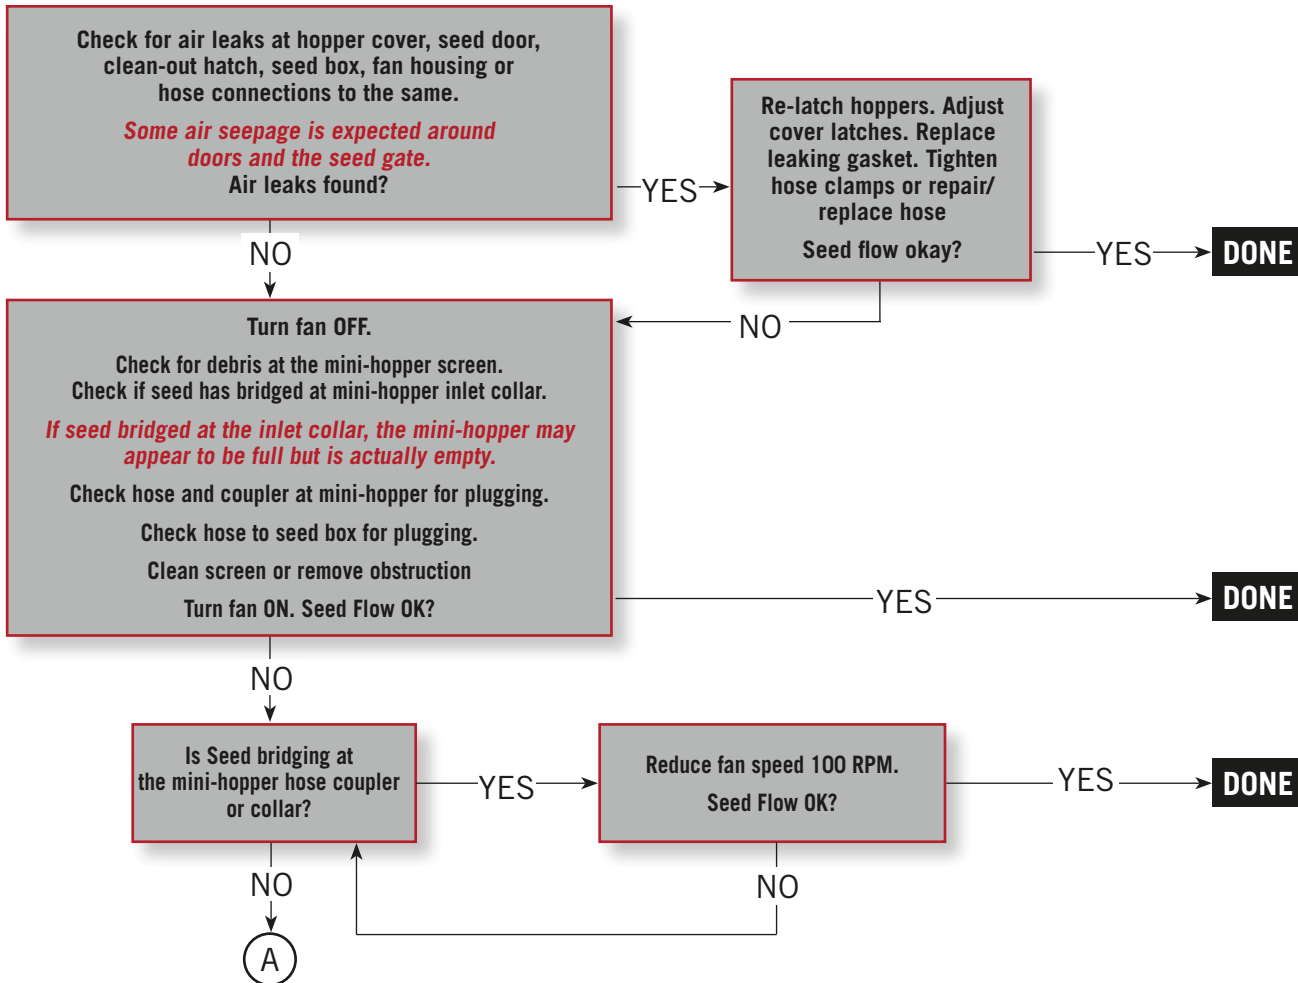 Check for air leaks at hopper cover, seed door,
clean-out hatch, seed box, fan housing or
hose connections to the same.
Some air seepage is expected around
doors and the seed gate.
Air leaks found?
YES
Re-latch hoppers. Adjust
cover latches. Replace
leaking gasket. Tighten
hose clamps or repair/
replace hose
Seed flow okay?
YES
DONE
NO
NO
Turn fan OFF.
Check for debris at the mini-hopper screen.
Check if seed has bridged at mini-hopper inlet collar.
If seed bridged at the inlet collar, the mini-hopper may
appear to be full but is actually empty.
Check hose and coupler at mini-hopper for plugging.
Check hose to seed box for plugging.
Clean screen or remove obstruction
Turn fan ON. Seed Flow OK?
YES
DONE
NO
Is Seed bridging at
the mini-hopper hose coupler
or collar?
YES
Reduce fan speed 100 RPM.
Seed Flow OK?
YES
DONE
NO
NO
A